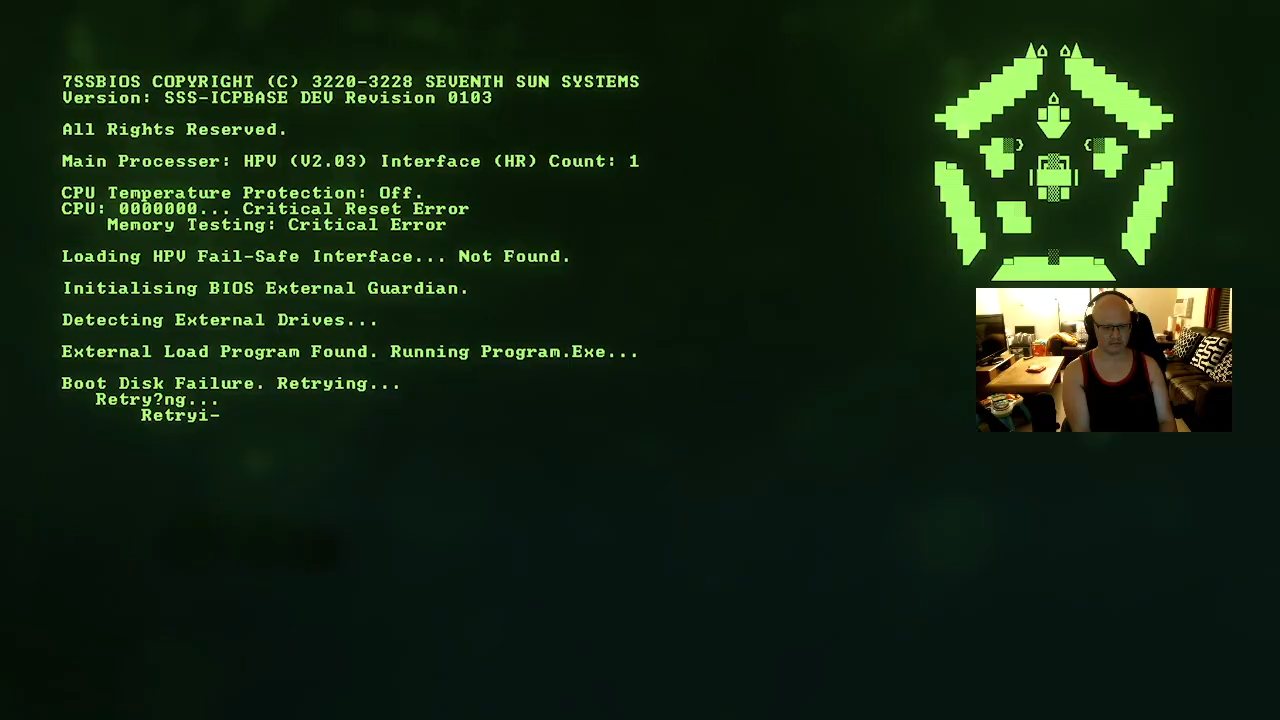 7SSBIOS COPYRIGHT (C) 3220-3228 SEVENTH SUN SYSTEMS
Version: SSS-ICPBASE DEV Revision 0103
All Rights Reserved.
Main Processer: HPV (V2.03) Interface (HR) Count: 1
CPU Temperature Protection: Off.
CPU: 0000000... Critical Reset Error
Memory Testing: Critical Error
Loading HPV Fail-Safe Interface... Not Found.
Initialising BIOS External Guardian.
Detecting External Drives...
External Load Program Found. Running Program.Exe...
Boot Disk Failure. Retrying...
Retry?ng...
Retryi-